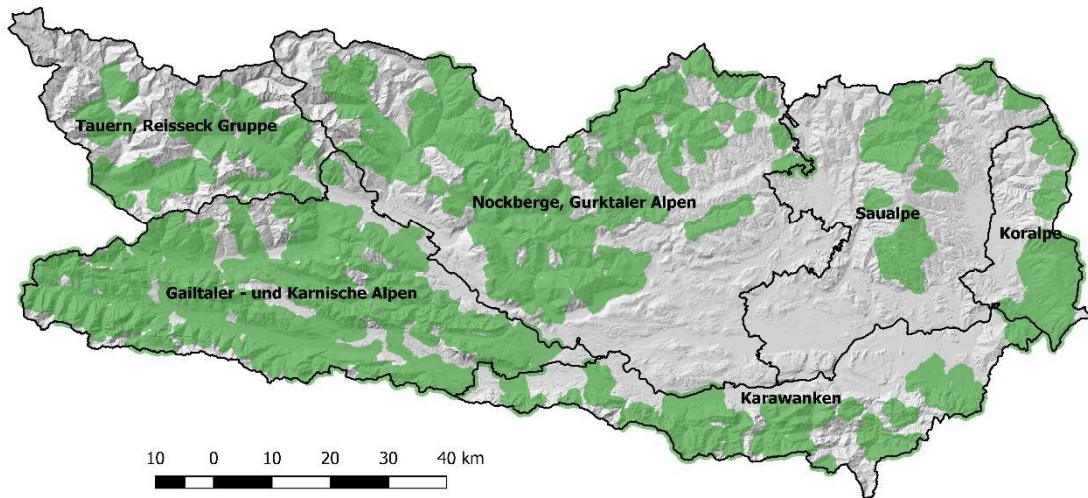 Tauern, Reisseck Gruppe
Nockberge, Gurktaler Alpen
Saualpe
Koralpe
Gailtaler - und Karnische Alpen
Karawanken
10 0 10 20 30 40 km